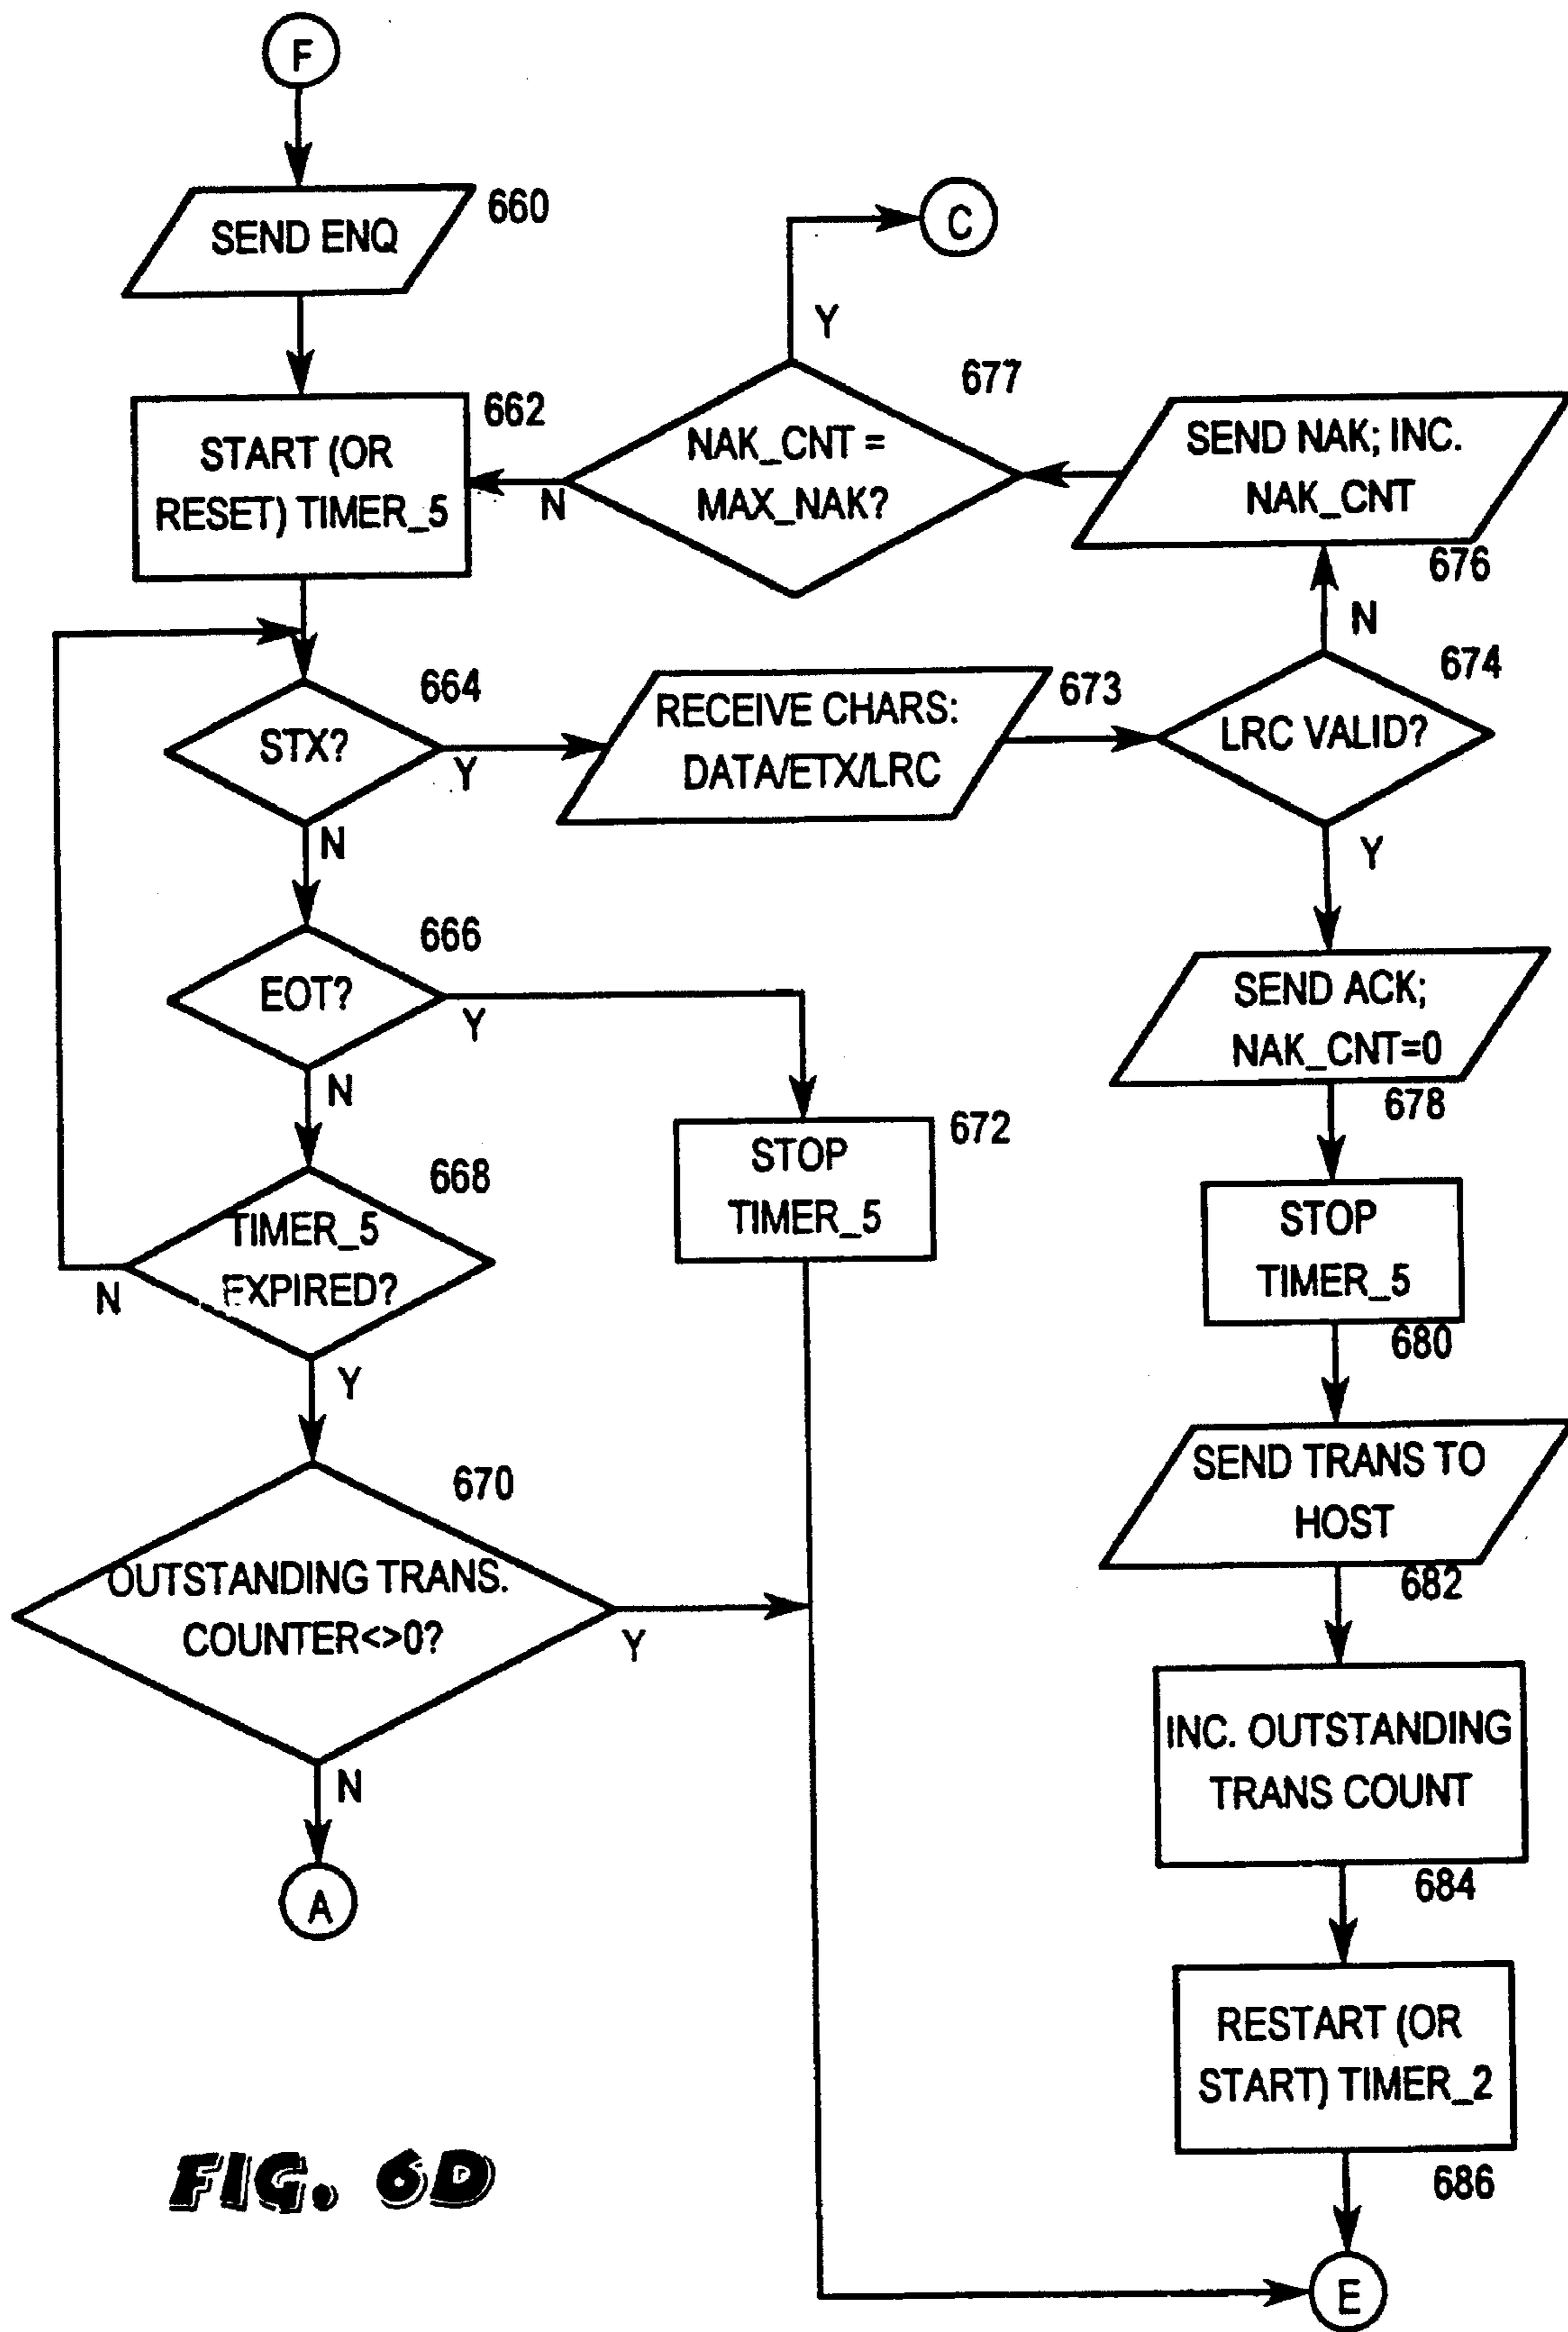 F
SEND ENQ
660
C
Y
START (OR
RESET) TIMER_5
662
NAK_CNT =
MAX_NAK?
677
N
SEND NAK; INC.
NAK_CNT
676
N
STX?
664
Y
N
RECEIVE CHARS:
DATA/ETX/LRC
673
LRC VALID?
674
Y
EOT?
666
Y
N
SEND ACK;
NAK_CNT=0
678
TIMER_5
EXPIRED?
668
N
Y
STOP
TIMER_5
672
STOP
TIMER_5
680
OUTSTANDING TRANS.
COUNTER<>0?
670
Y
N
SEND TRANS TO
HOST
682
INC. OUTSTANDING
TRANS COUNT
684
A
RESTART (OR
START) TIMER_2
686
E
FIG. 6D